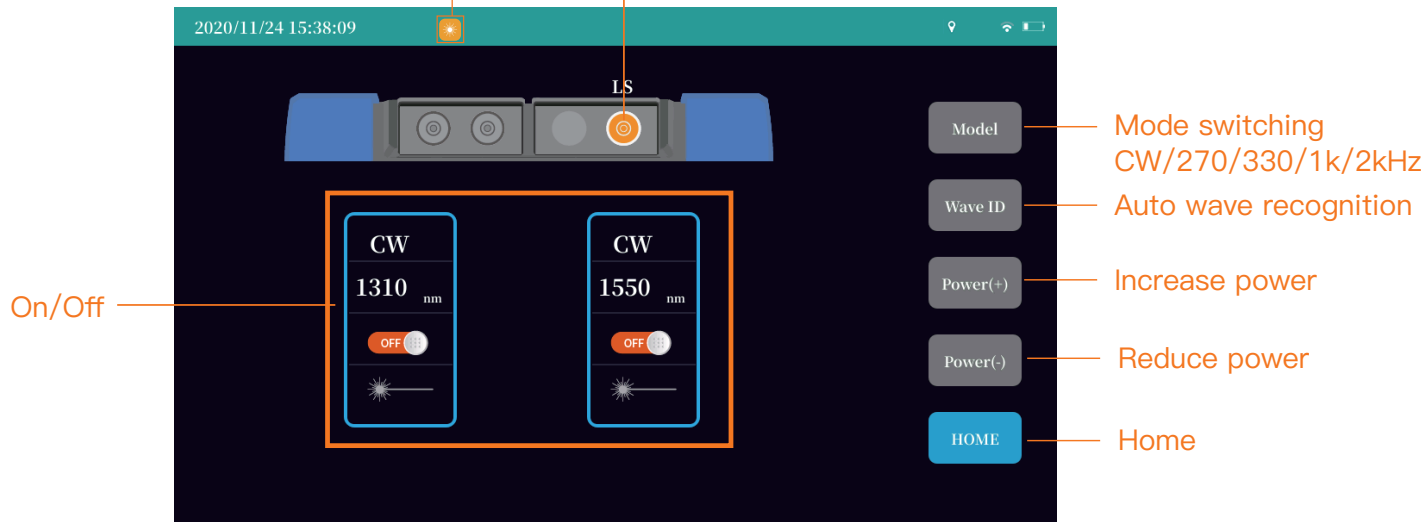 2020/11/24 15:38:09
LS
Model
Mode switching
CW/270/330/1k/2kHz
Wave ID
Auto wave recognition
CW
CW
1310 nm
1550 nm
Power(+)
Increase power
On/Off
OFF
OFF
Power(-)
Reduce power
HOME
Home